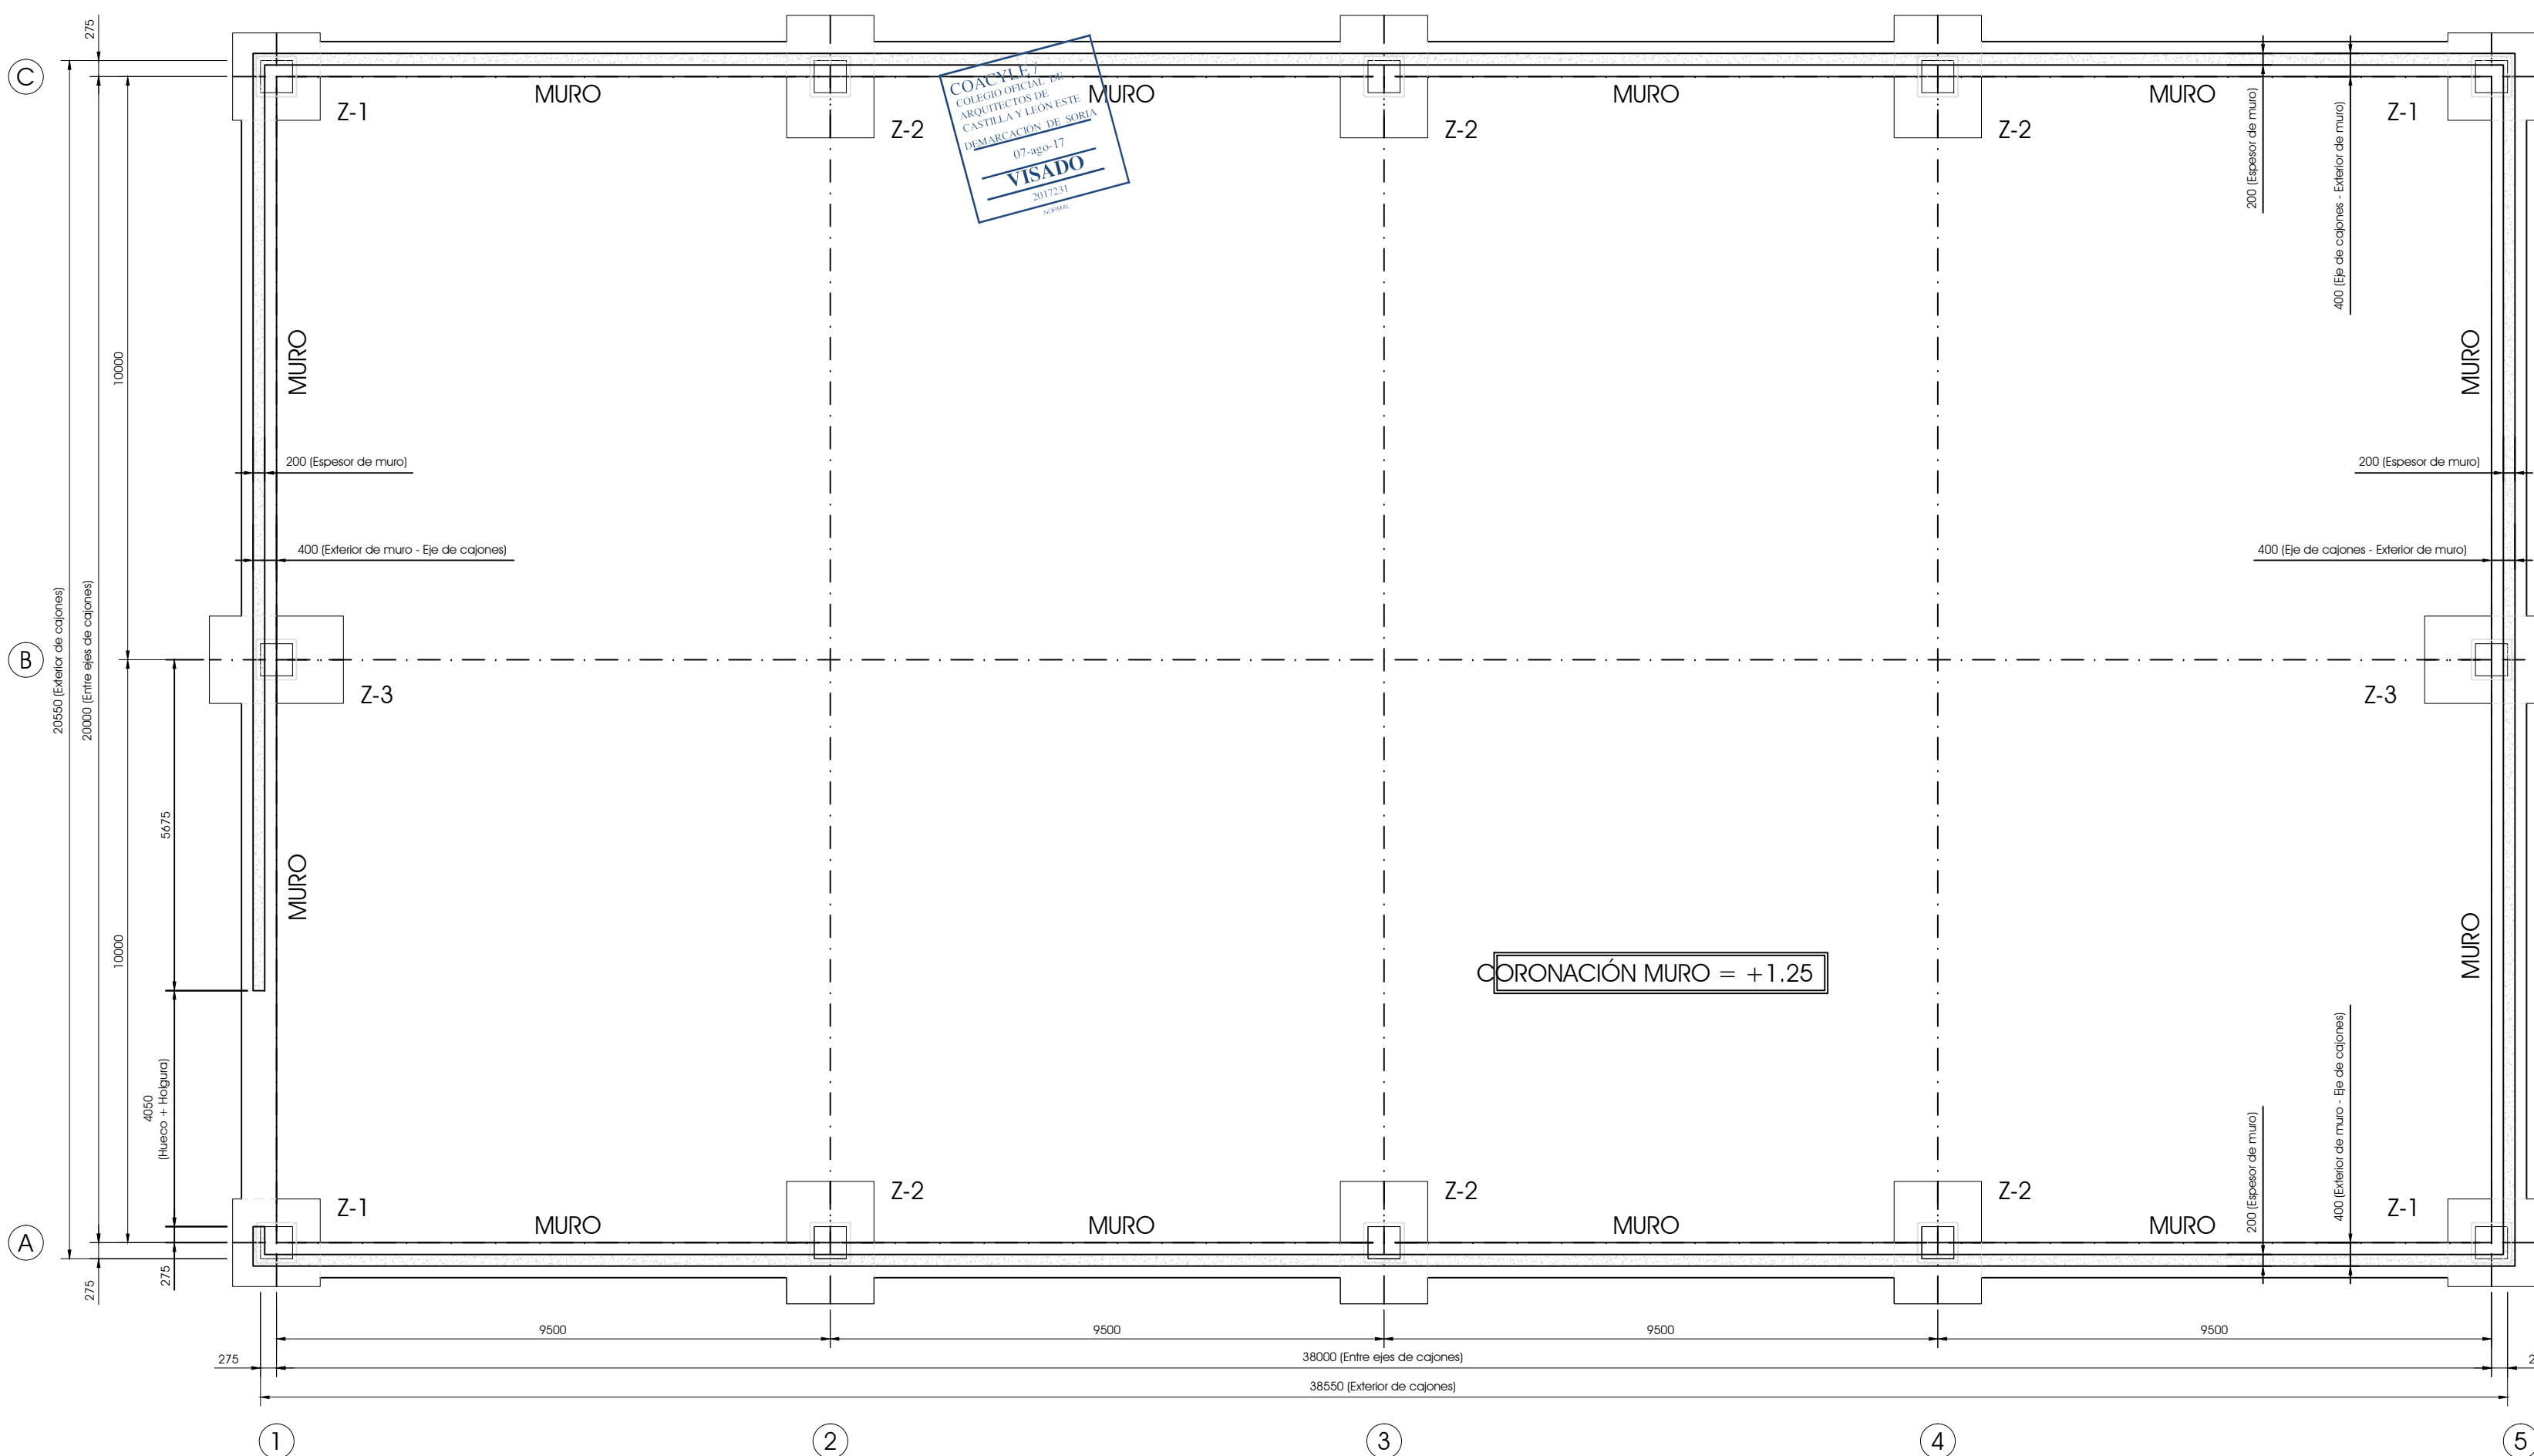 275
C
MURO
MURO
MURO
MURO
Z-1
Z-2
Z-2
Z-2
Z-1
COACYLE /
COLEGIO OFICIAL DE
ARQUITECTOS DE
CASTILLA Y LEÓN ESTE
DEMARCACIÓN DE SORIA
07-ago-17
VISADO
2017231
NORMAL
200 (Espesor de muro)
400 (Eje de cajones - Exterior de muro)
10000
MURO
MURO
200 (Espesor de muro)
200 (Espesor de muro)
400 (Exterior de muro - Eje de cajones)
400 (Eje de cajones - Exterior de muro)
20550 (Exterior de cajones)
20000 (Entre ejes de cajones)
B
Z-3
Z-3
5675
MURO
MURO
10000
CORONACIÓN MURO = +1.25
4050
(Hueco + Holgura)
200 (Espesor de muro)
400 (Exterior de muro - Eje de cajones)
Z-1
Z-2
Z-2
Z-2
Z-1
A
MURO
MURO
MURO
MURO
275
275
9500
9500
9500
9500
275
38000 (Entre ejes de cajones)
2
38550 (Exterior de cajones)
1
2
3
4
5